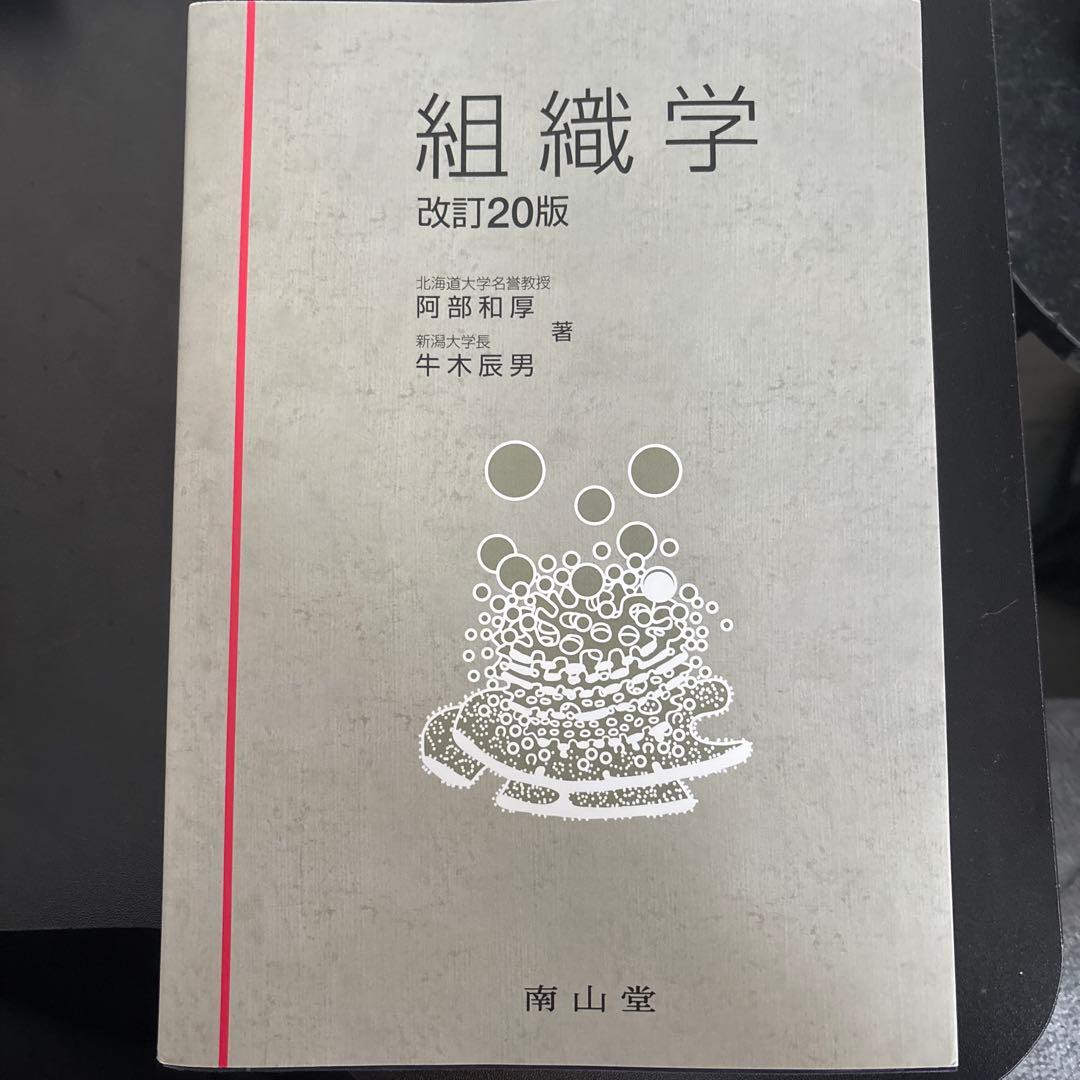 組織学
改訂20版
北海道大学名誉教授
阿部和厚
新潟大学長
牛木辰男
著
南山堂